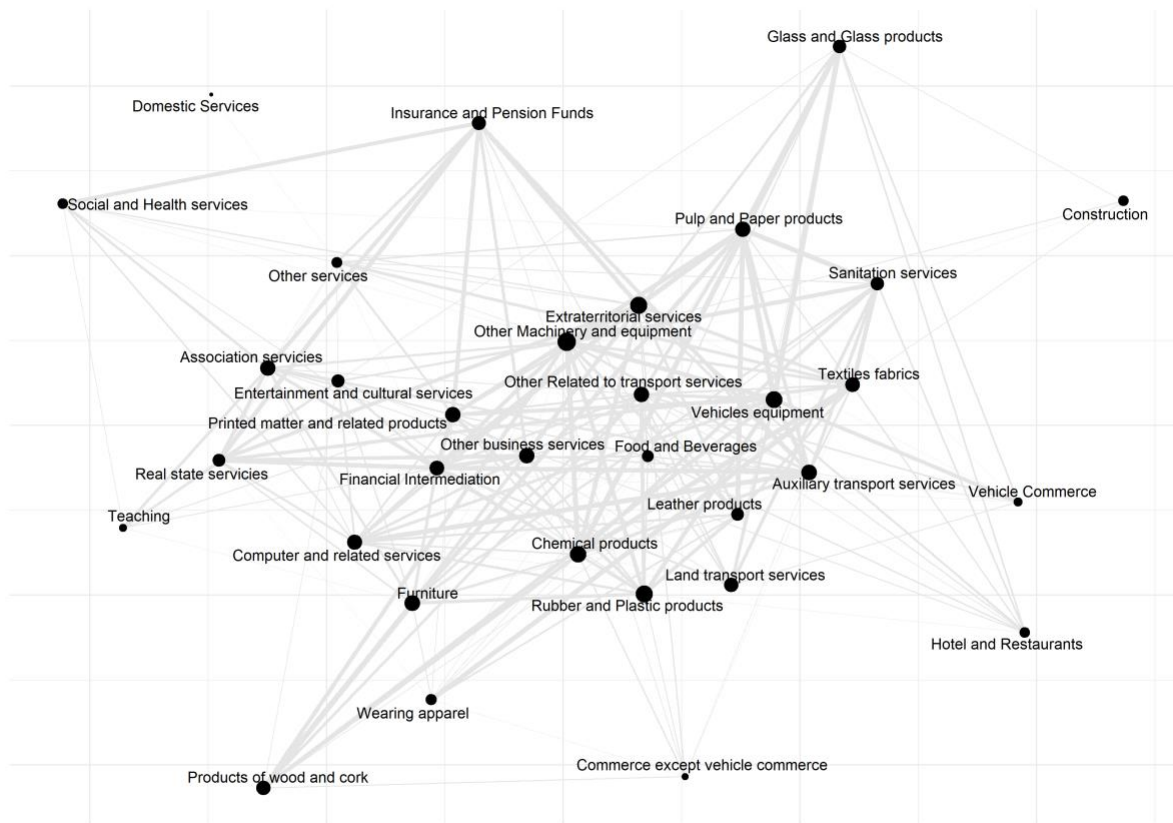 Glass and Glass products
Domestic Services
Insurance and Pension Funds
Social and Health services
Construction
Pulp and Paper products
Other services
Sanitation services
Extraterritorial services
Other Machinery and equipment
Association servicies
Textiles fabrics
Other Related to transport services
Entertainment and cultural services
Vehicles equipment
Printed matter and related products
Other business services
Food and Beverages
Real state servicies
Financial Intermediation
Auxiliary transport services
Vehicle Commerce
Leather products
Teaching
Chemical products
Computer and related services
Land transport services
Furniture
Rubber and Plastic products
Hotel and Restaurants
Wearing apparel
Commerce except vehicle commerce
Products of wood and cork